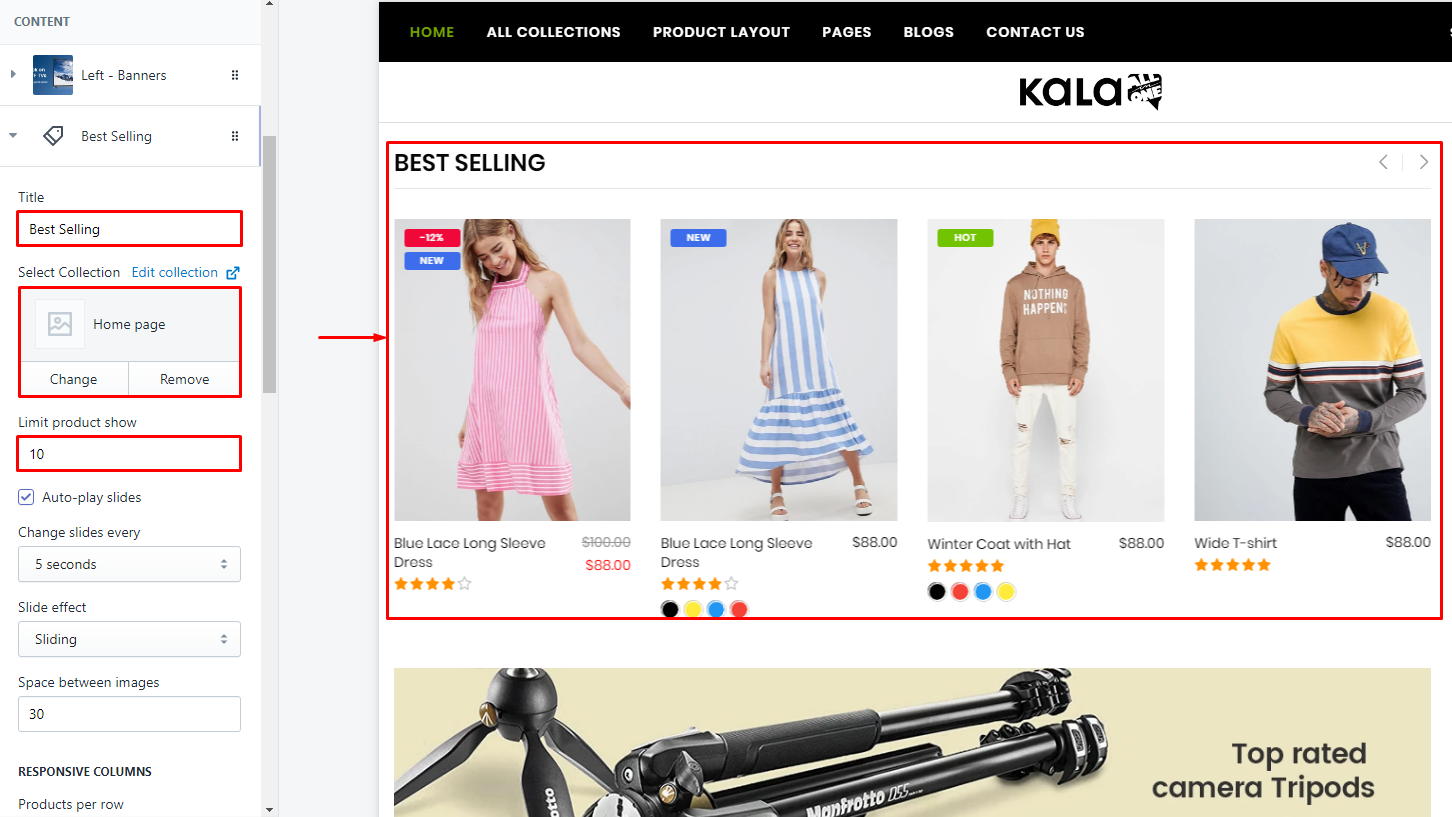 CONTENT
Left - Banners
Best Selling
Title
Best Selling
Select Collection Edit collection
Home page
Change Remove
Limit product show
10
Auto-play slides
Change slides every
5 seconds
Slide effect
Sliding
Space between images
30
RESPONSIVE COLUMNS
Products per row
HOME ALL COLLECTIONS PRODUCT LAYOUT PAGES BLOGS CONTACT US
KALA ALL IN ONE
BEST SELLING
-12%
NEW
NEW
HOT
NOTHING
HAPPENS
Blue Lace Long Sleeve
Dress
$100.00
$88.00
Blue Lace Long Sleeve
Dress
$88.00
Winter Coat with Hat
$88.00
Wide T-shirt
$88.00
Top rated
camera Tripods
Manfrotto 055